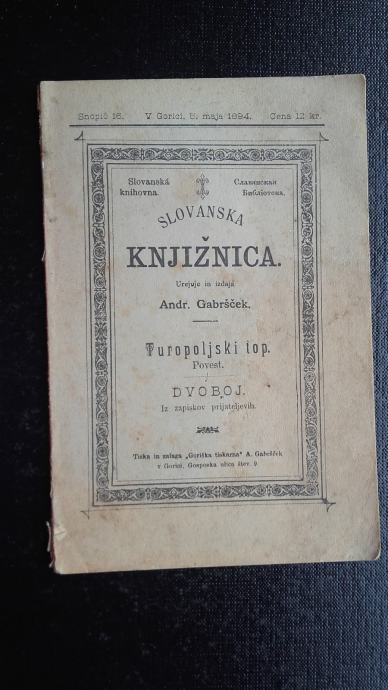 Snopič 16. V Gorici, 5. maja 1894. Cena 12 kr.
Slovanská knihovna.
Славянская Библіотека.
SLOVANSKA
KNJIŽNICA.
Urejuje in izdaja
Andr. Gabršček.
Turopoljski top.
Povest.
DVOBOJ.
Iz zapiskov prijateljevih.
Tiska in zalaga „Goriška tiskarna" A. Gabršček
v Gorici, Gosposka ulica štev. 9